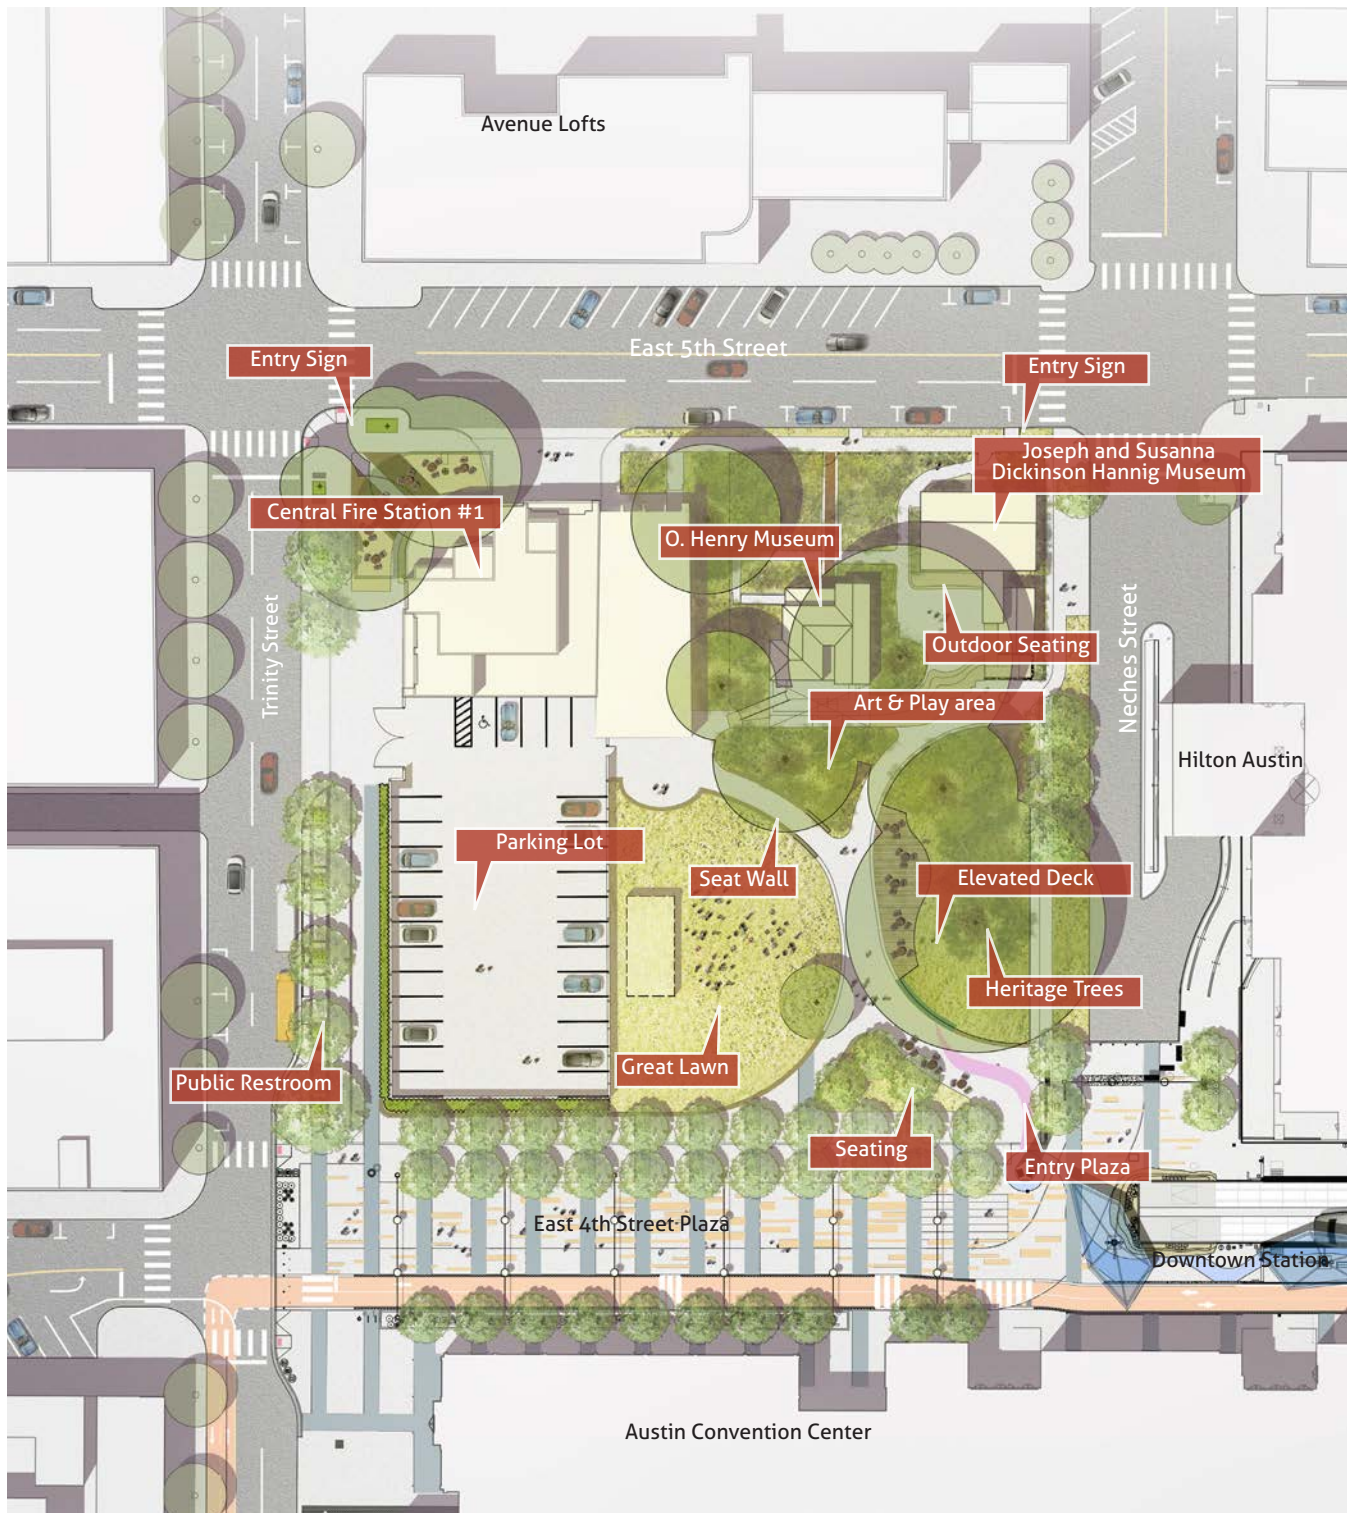 Avenue Lofts
East 5th Street
Entry Sign
Entry Sign
Joseph and Susanna
Dickinson Hannig Museum
Central Fire Station #1
O. Henry Museum
Trinity Street
Neches Street
Outdoor Seating
Art & Play area
Hilton Austin
Parking Lot
Seat Wall
Elevated Deck
Heritage Trees
Great Lawn
Public Restroom
Seating
Entry Plaza
East 4th Street Plaza
Downtown Station
Austin Convention Center